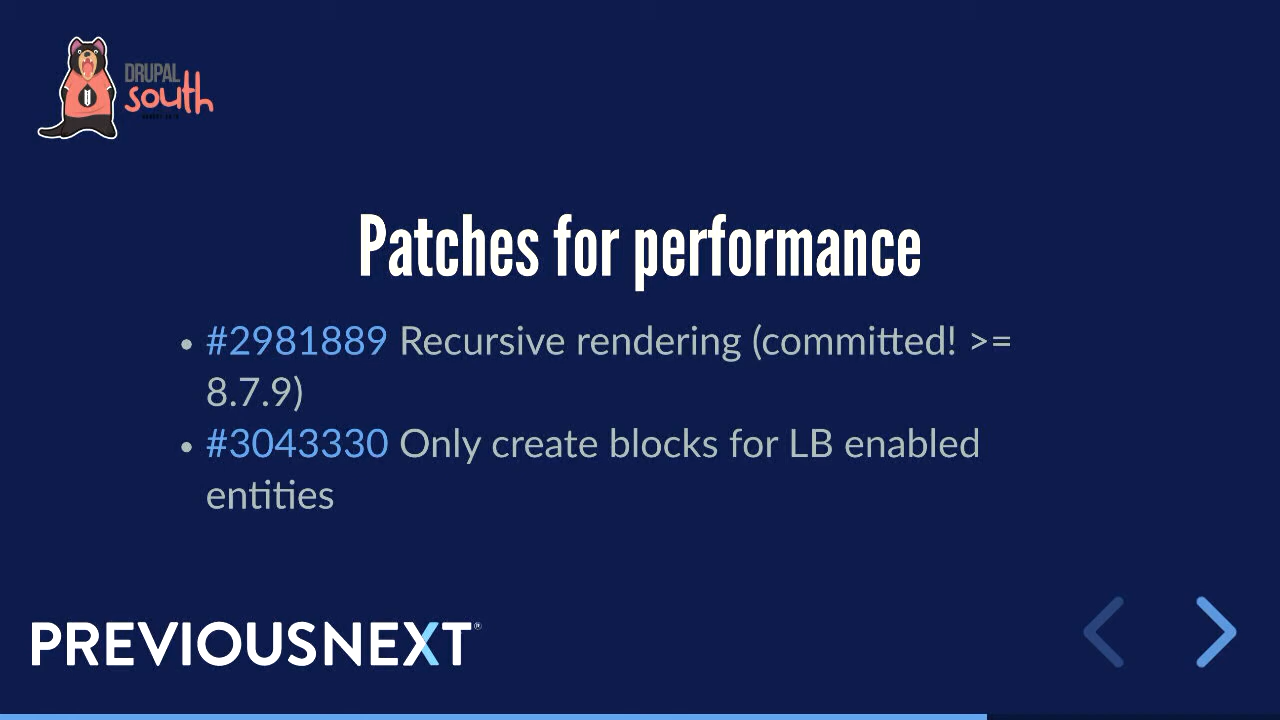 DRUPAL
south
Patches for performance
• #2981889 Recursive rendering (committed! >=
8.7.9)
• #3043330 Only create blocks for LB enabled
entities
PREVIOUSNEXT®